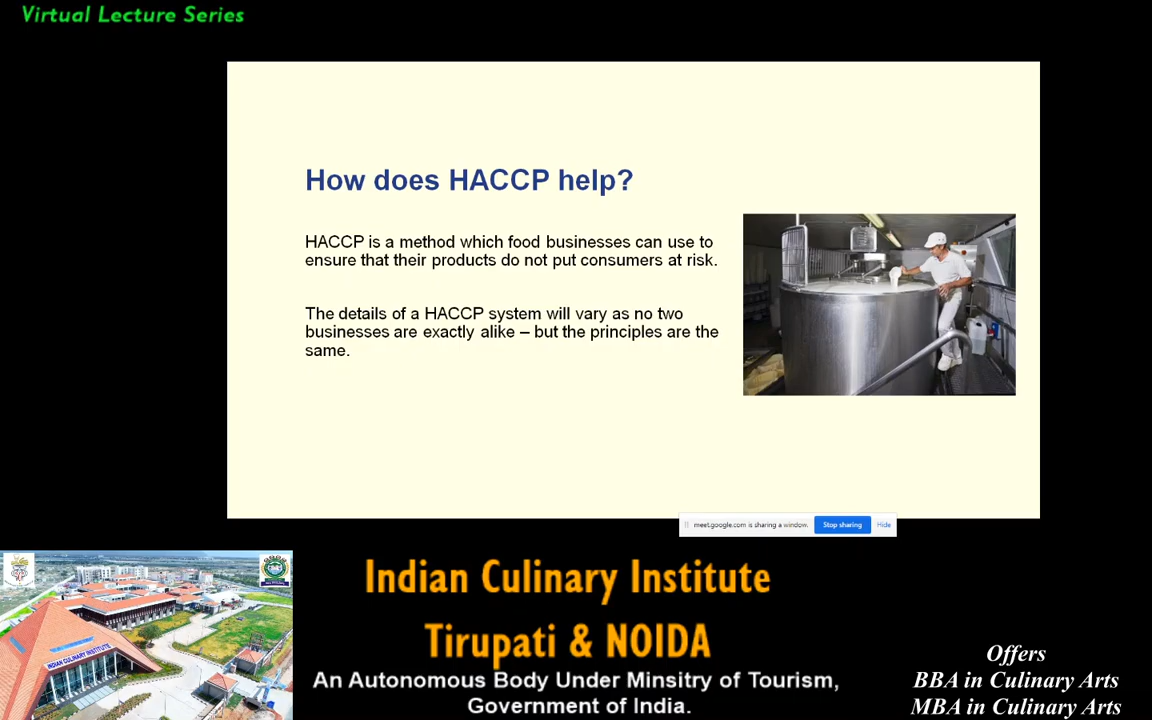 Virtual Lecture Series
How does HACCP help?
HACCP is a method which food businesses can use to
ensure that their products do not put consumers at risk.
The details of a HACCP system will vary as no two
businesses are exactly alike – but the principles are the
same.
meet.google.com is sharing a window.
Stop sharing
Hide
INDIAN CULINARY INSTITUTE
Indian Culinary Institute
Tirupati & NOIDA
An Autonomous Body Under Minsitry of Tourism,
Government of India.
Offers
BBA in Culinary Arts
MBA in Culinary Arts